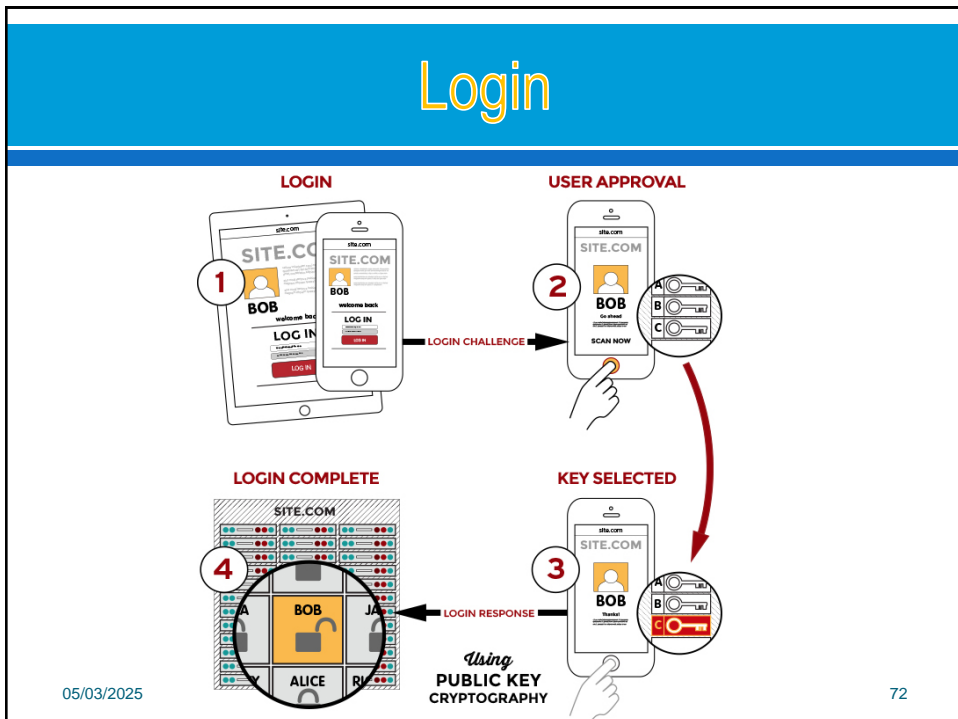 Login
LOGIN
site.com
SITE.CO
BOB
welcome bac
LOG IN
LOG IN
site.com
SITE.COM
BOB
welcome back
LOG IN
LOG IN
1
LOGIN CHALLENGE
USER APPROVAL
site.com
SITE.COM
2
BOB
Go ahead
SCAN NOW
A
B
C
LOGIN COMPLETE
SITE.COM
4
A
BOB
JA
Y
ALICE
RI
LOGIN RESPONSE
KEY SELECTED
site.com
SITE.COM
3
BOB
Thanks!
A
B
C
Using
PUBLIC KEY
CRYPTOGRAPHY
05/03/2025
72